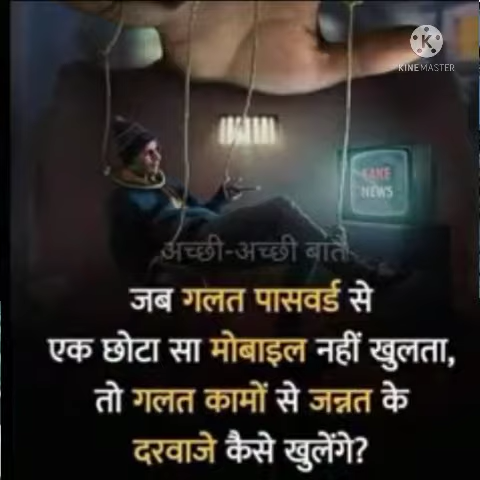 K
KINEMASTER
FAKE
NEWS
अच्छी-अच्छी बातें
जब गलत पासवर्ड से
एक छोटा सा मोबाइल नहीं खुलता,
तो गलत कामों से जन्नत के
दरवाजे कैसे खुलेंगे?